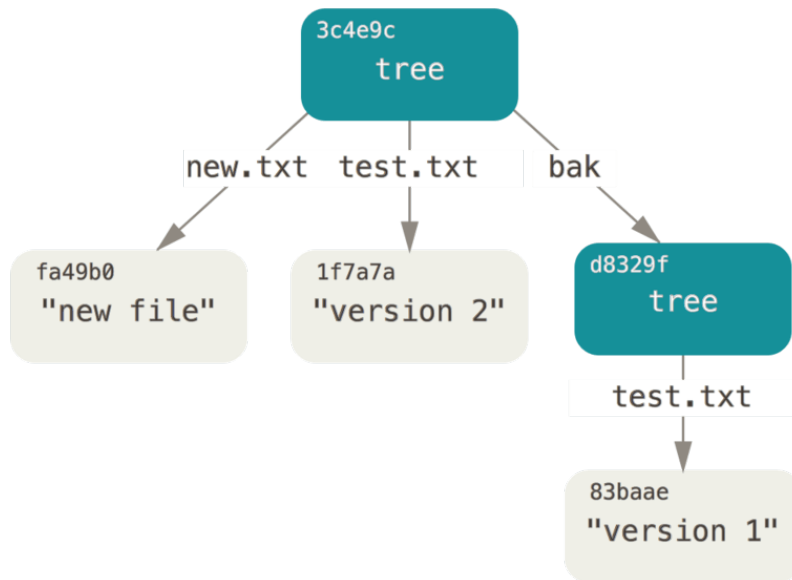 3c4e9c
tree
new.txt test.txt bak
fa49b0
"new file"
1f7a7a
"version 2"
d8329f
tree
test.txt
83baae
"version 1"